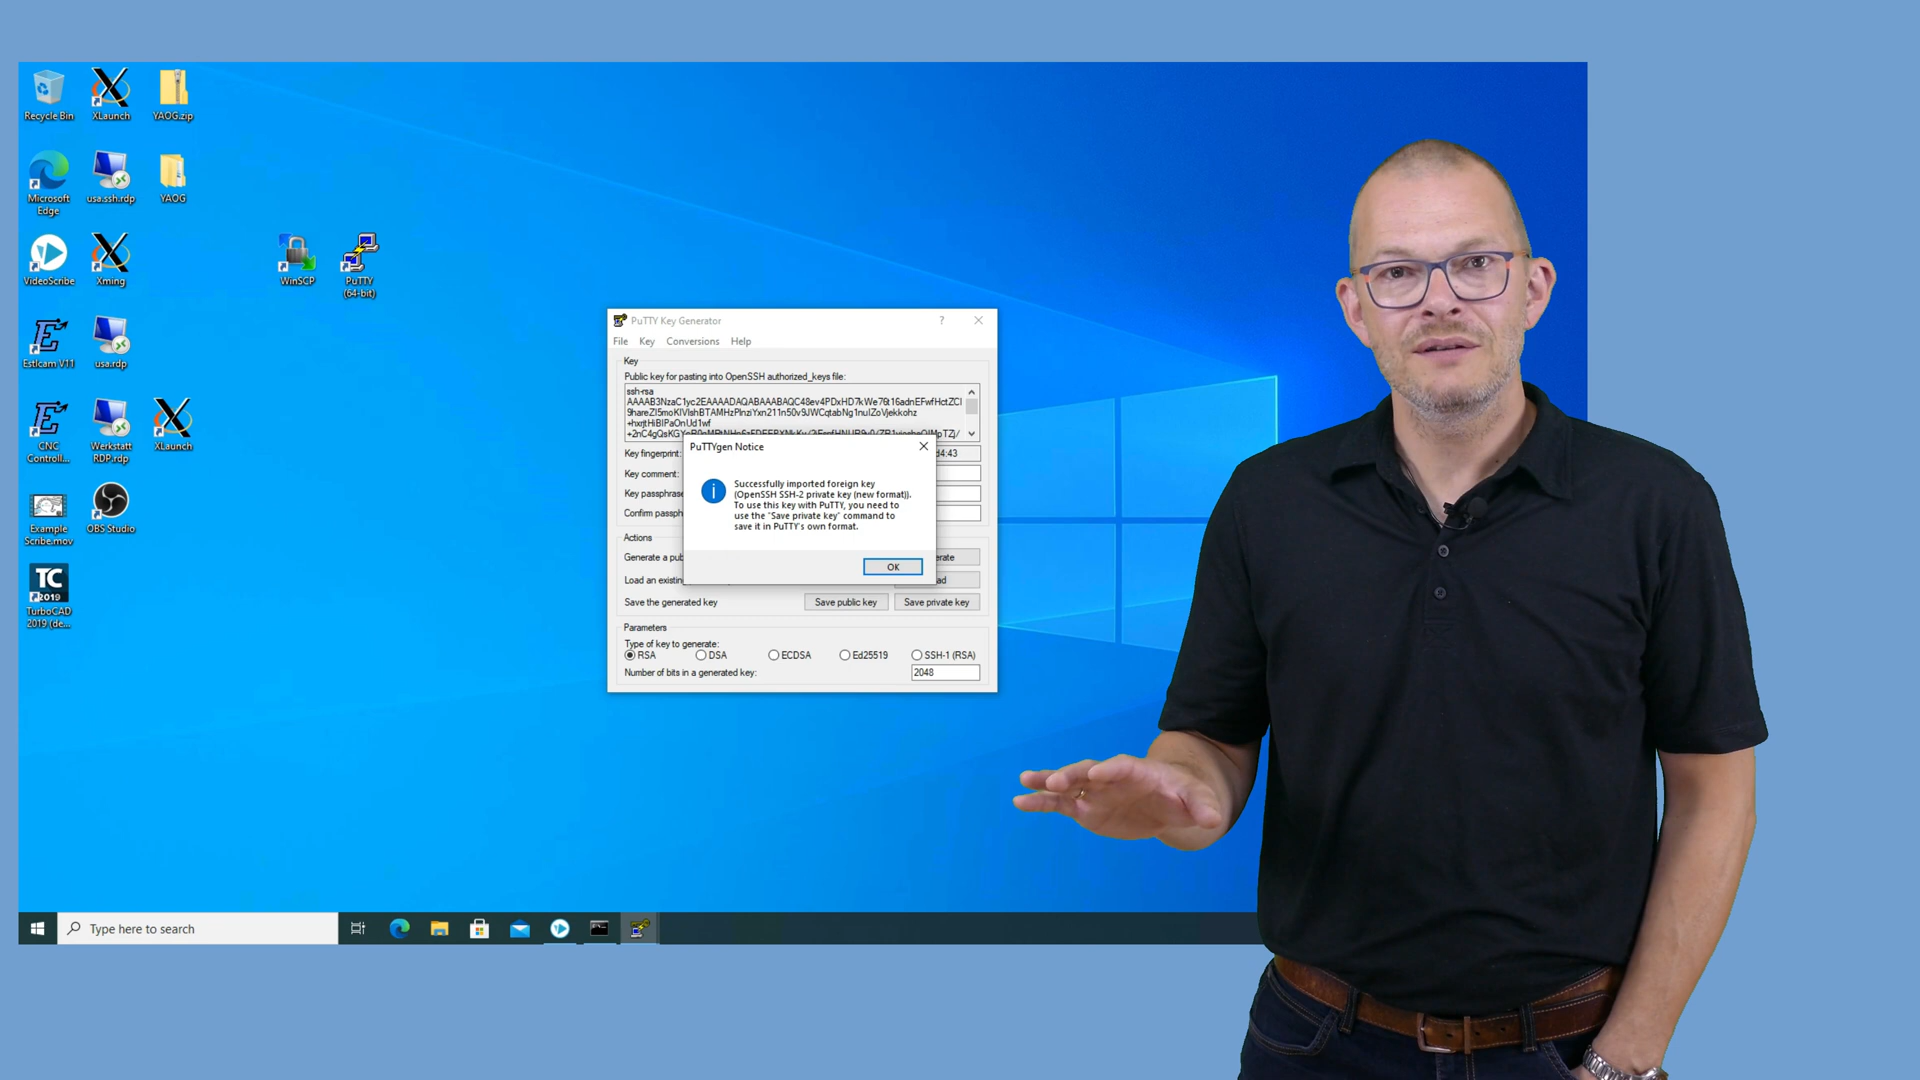 Recycle Bin
XLaunch
YAOG.zip
Microsoft
Edge
usa.ssh.rdp
YAOG
VideoScribe
Xming
WinSCP
PuTTY
(64-bit)
Estlcam V11
usa.rdp
CNC
Controll...
Werkstatt
RDP.rdp
XLaunch
Example
Scribe.mov
OBS Studio
TC
2019
TurboCAD
2019 (de...
PuTTY Key Generator
?
File Key Conversions Help
Key
Public key for pasting into OpenSSH authorized_keys file:
ssh-rsa
+hxrjtHiBIPaOnUd1wf
Key fingerprint:
d4:43
Key comment:
Key passphrase
Confirm passph
PuTTYgen Notice
Successfully imported foreign key
(OpenSSH SSH-2 private key (new format)).
To use this key with PuTTY, you need to
use the "Save private key" command to
save it in PuTTY's own format.
OK
Actions
Generate a pub
erate
Load an existin
ad
Save the generated key
Save public key
Save private key
Parameters
Type of key to generate:
RSA DSA ECDSA Ed25519 SSH-1 (RSA)
Number of bits in a generated key:
2048
Type here to search